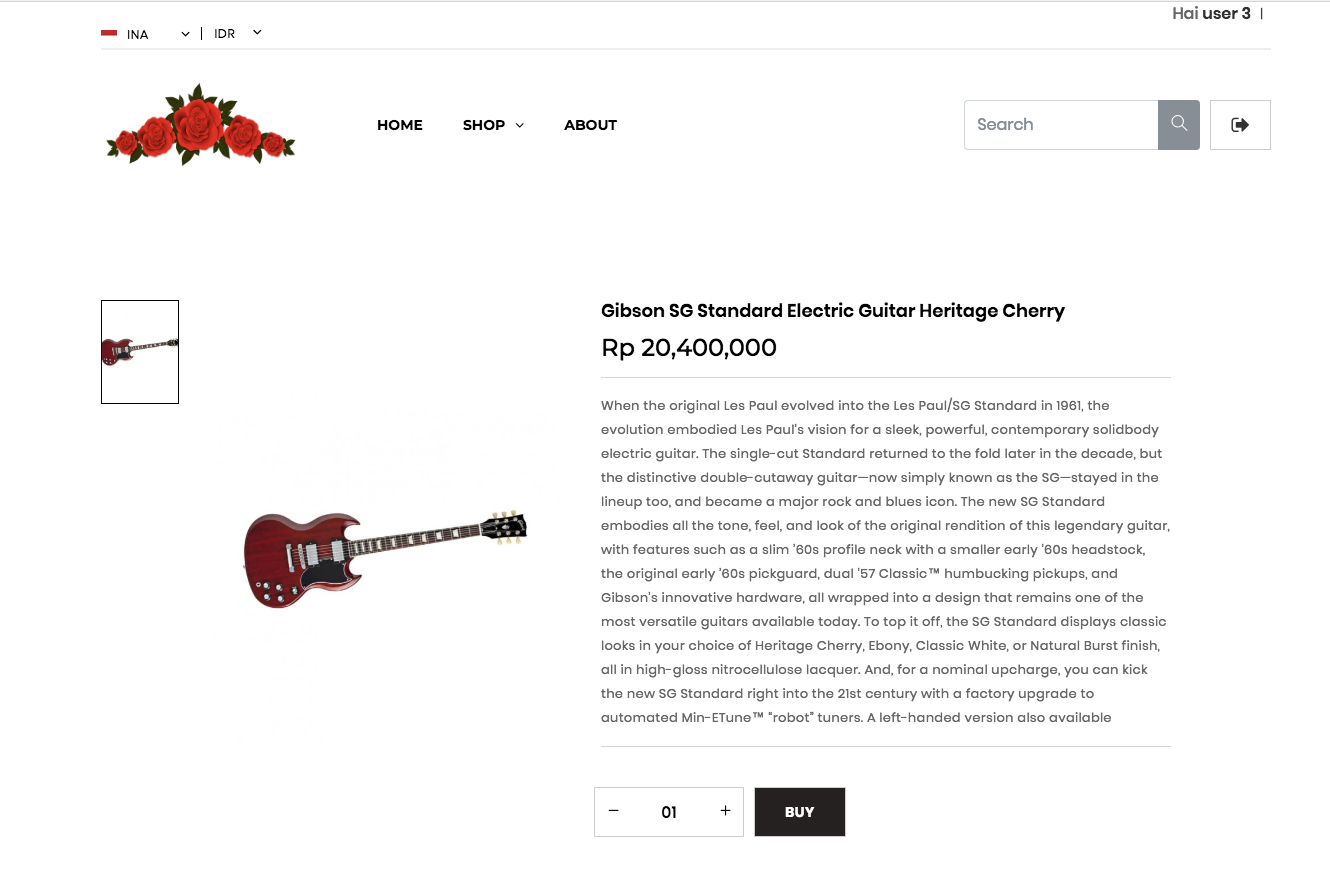 Hai user 3 |
INA | IDR
HOME SHOP ABOUT
Search
Gibson SG Standard Electric Guitar Heritage Cherry
Rp 20,400,000
When the original Les Paul evolved into the Les Paul/SG Standard in 1961, the
evolution embodied Les Paul's vision for a sleek, powerful, contemporary solidbody
electric guitar. The single-cut Standard returned to the fold later in the decade, but
the distinctive double-cutaway guitar—now simply known as the SG—stayed in the
lineup too, and became a major rock and blues icon. The new SG Standard
embodies all the tone, feel, and look of the original rendition of this legendary guitar,
with features such as a slim '60s profile neck with a smaller early '60s headstock,
the original early '60s pickguard, dual '57 Classic™ humbucking pickups, and
Gibson's innovative hardware, all wrapped into a design that remains one of the
most versatile guitars available today. To top it off, the SG Standard displays classic
looks in your choice of Heritage Cherry, Ebony, Classic White, or Natural Burst finish,
all in high-gloss nitrocellulose lacquer. And, for a nominal upcharge, you can kick
the new SG Standard right into the 21st century with a factory upgrade to
automated Min-ETune™ “robot” tuners. A left-handed version also available
− 01 + BUY